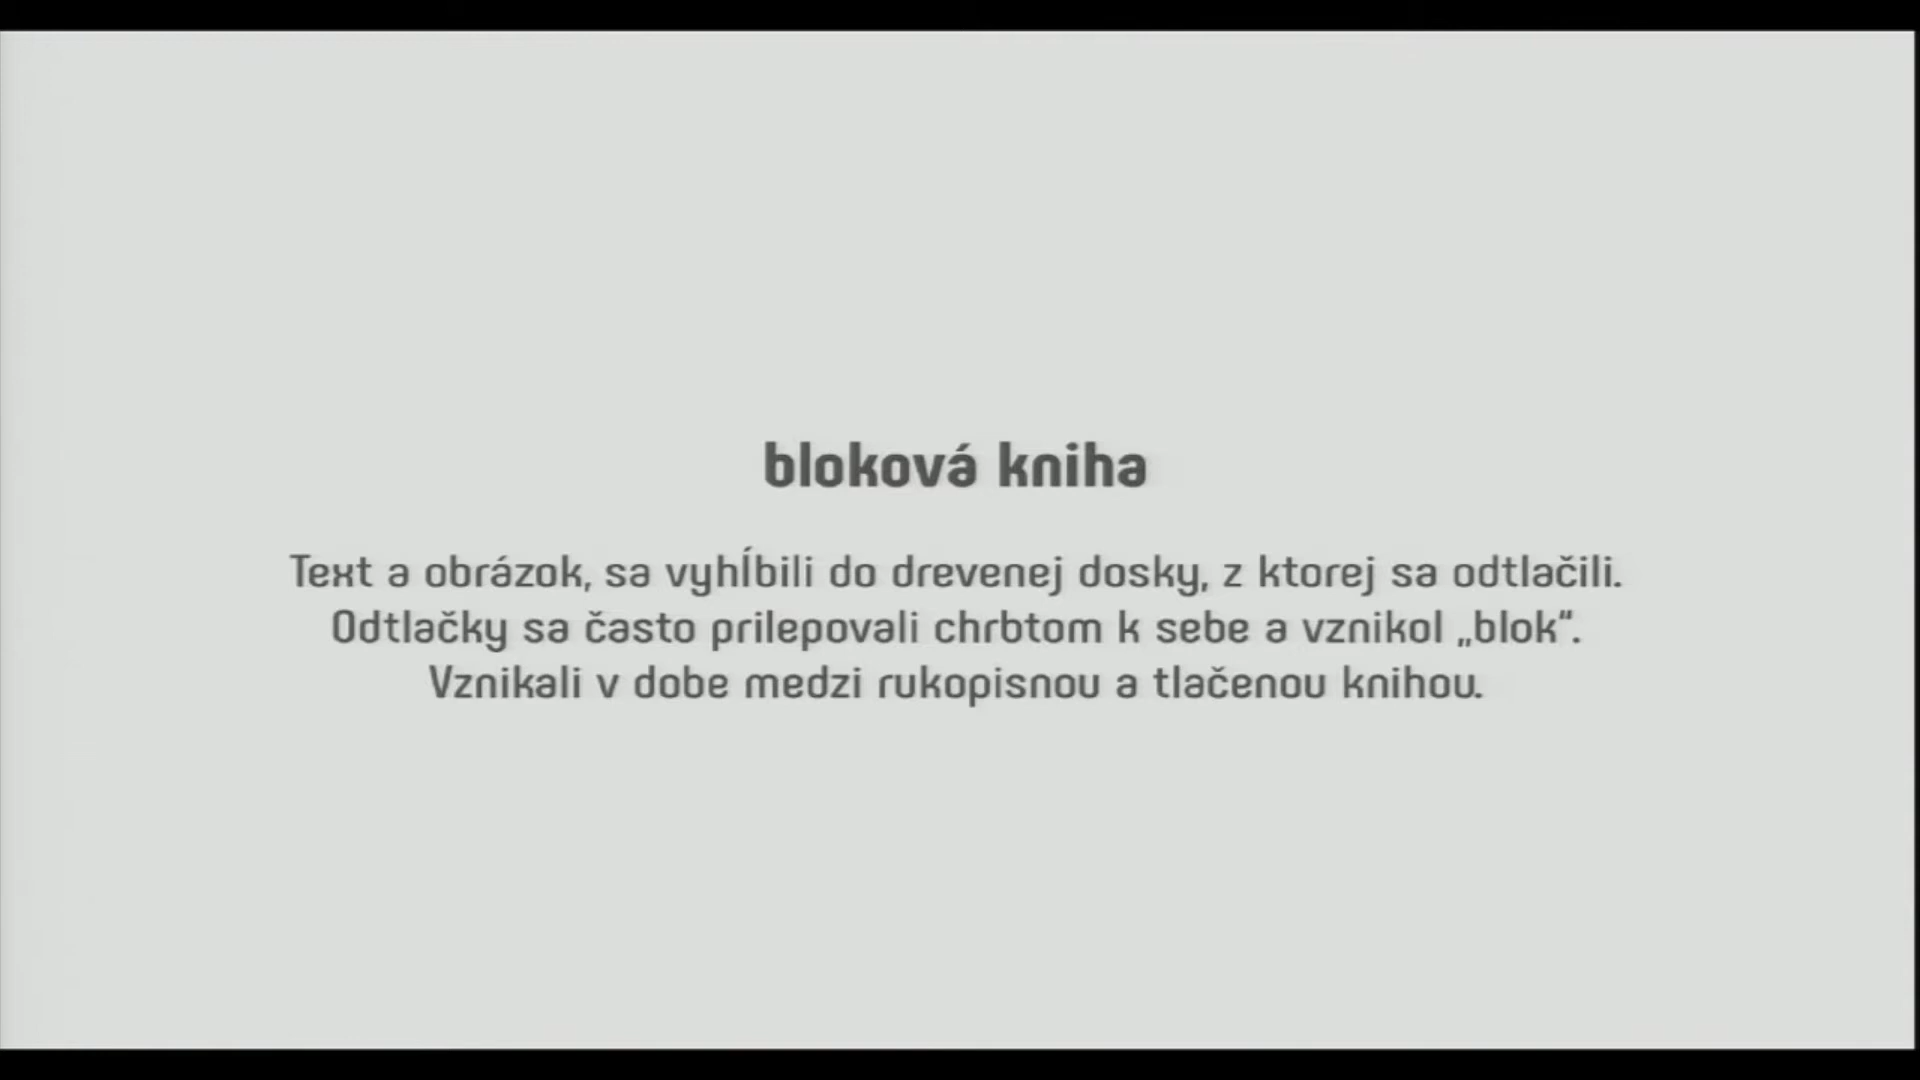 bloková kniha
Text a obrázok, sa vyhĺbili do drevenej dosky, z ktorej sa odtlačili.
Odtlačky sa často prilepovali chrbtom k sebe a vznikol „blok“.
Vznikali v dobe medzi rukopisnou a tlačenou knihou.